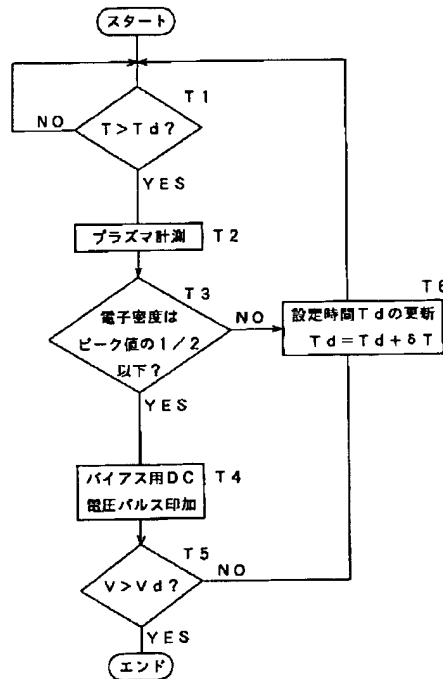 スタート
T1
NO
T>Td?
YES
プラズマ計測
T2
T3
電子密度は
ピーク値の1/2
以下?
NO
YES
T6
設定時間Tdの更新
Td=Td+δT
バイアス用DC
電圧パルス印加
T4
T5
V>Vd?
NO
YES
エンド